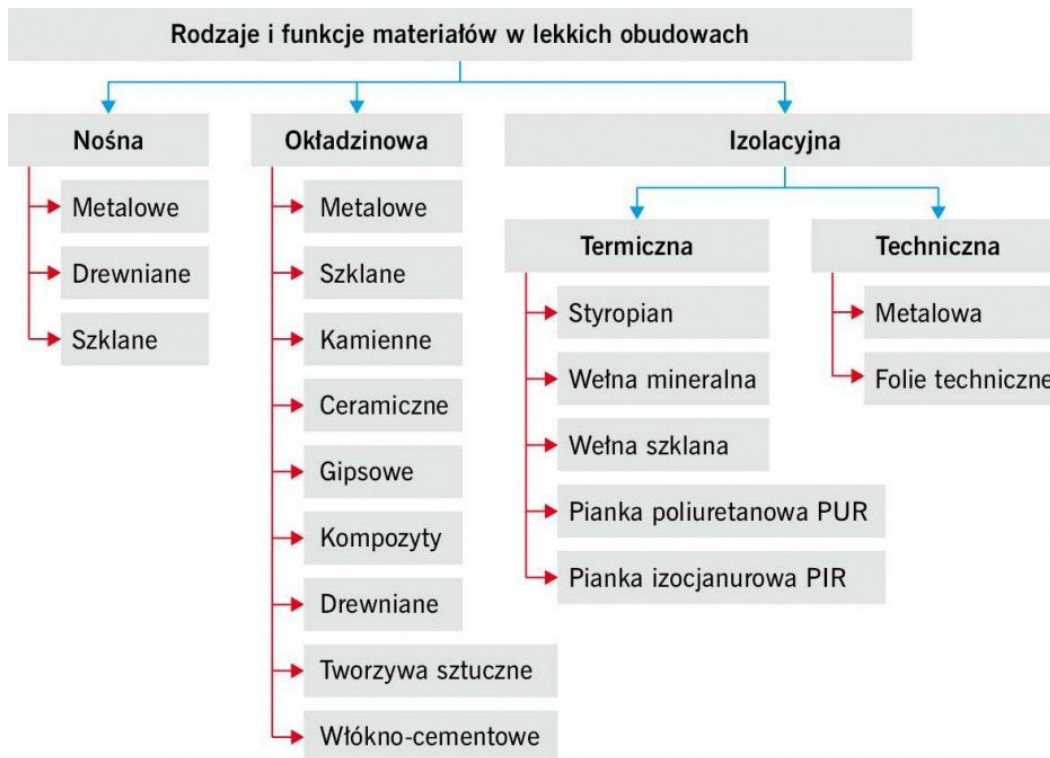 Rodzaje i funkcje materiałów w lekkich obudowach
Nośna
Metalowe
Drewniane
Szklane
Okładzinowa
Metalowe
Szklane
Kamienne
Ceramiczne
Gipsowe
Kompozyty
Drewniane
Tworzywa sztuczne
Włókno-cementowe
Izolacyjna
Termiczna
Styropian
Wełna mineralna
Wełna szklana
Pianka poliuretanowa PUR
Pianka izocjanurowa PIR
Techniczna
Metalowa
Folie techniczne